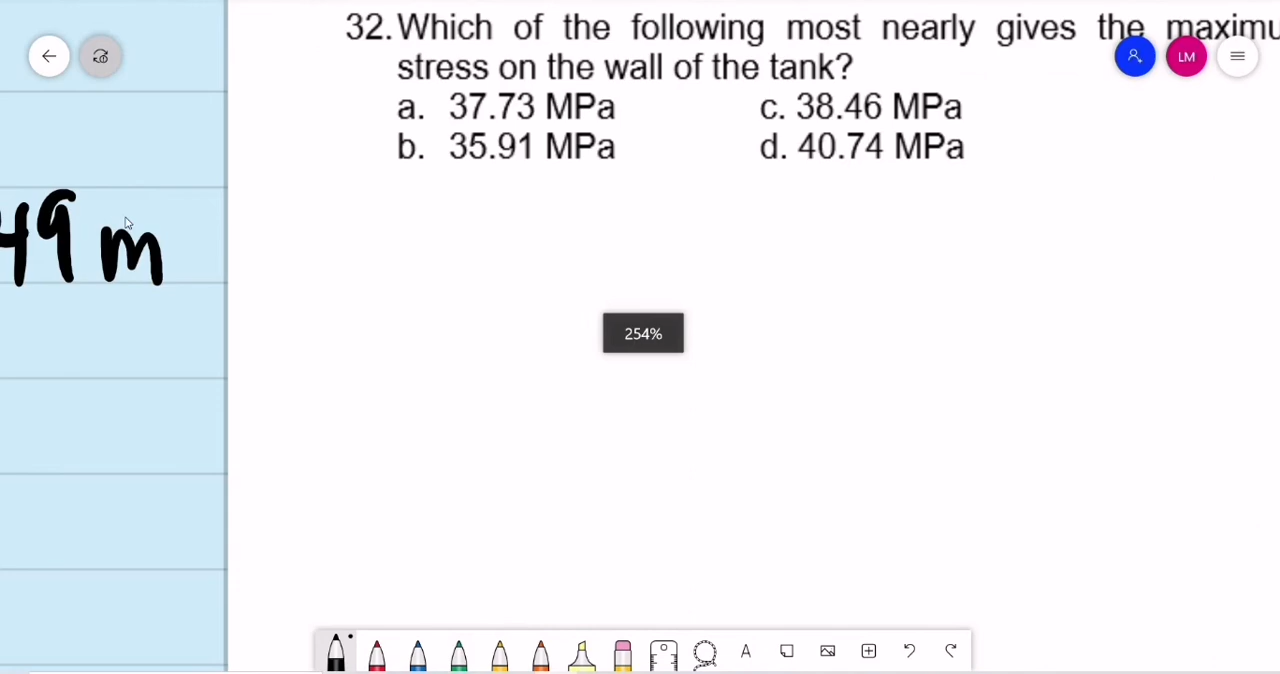 32. Which of the following most nearly gives the maximu
stress on the wall of the tank?
a. 37.73 MPa c. 38.46 MPa
b. 35.91 MPa d. 40.74 MPa
LM
49 m
254%
A